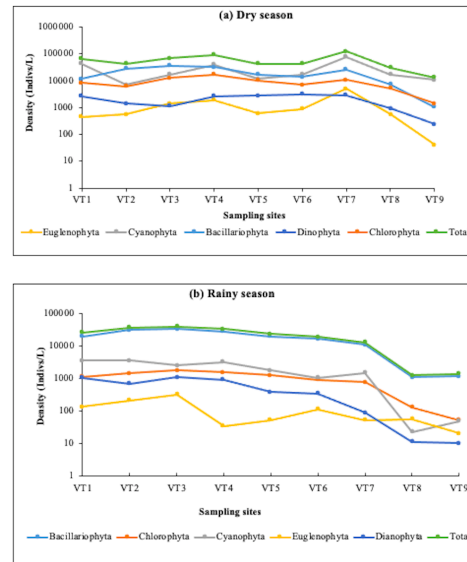 (a) Dry season
1000000
100000
10000
1000
100
10
1
Density (Indivs/L)
VT1 VT2 VT3 VT4 VT5 VT6 VT7 VT8 VT9
Sampling sites
Euglenophyta Cyanophyta Bacillariophyta Dinophyta Chlorophyta Total
(b) Rainy season
100000
10000
1000
100
10
1
Density (Indivs/L)
VT1 VT2 VT3 VT4 VT5 VT6 VT7 VT8 VT9
Sampling sites
Bacillariophyta Chlorophyta Cyanophyta Euglenophyta Dianophyta Total